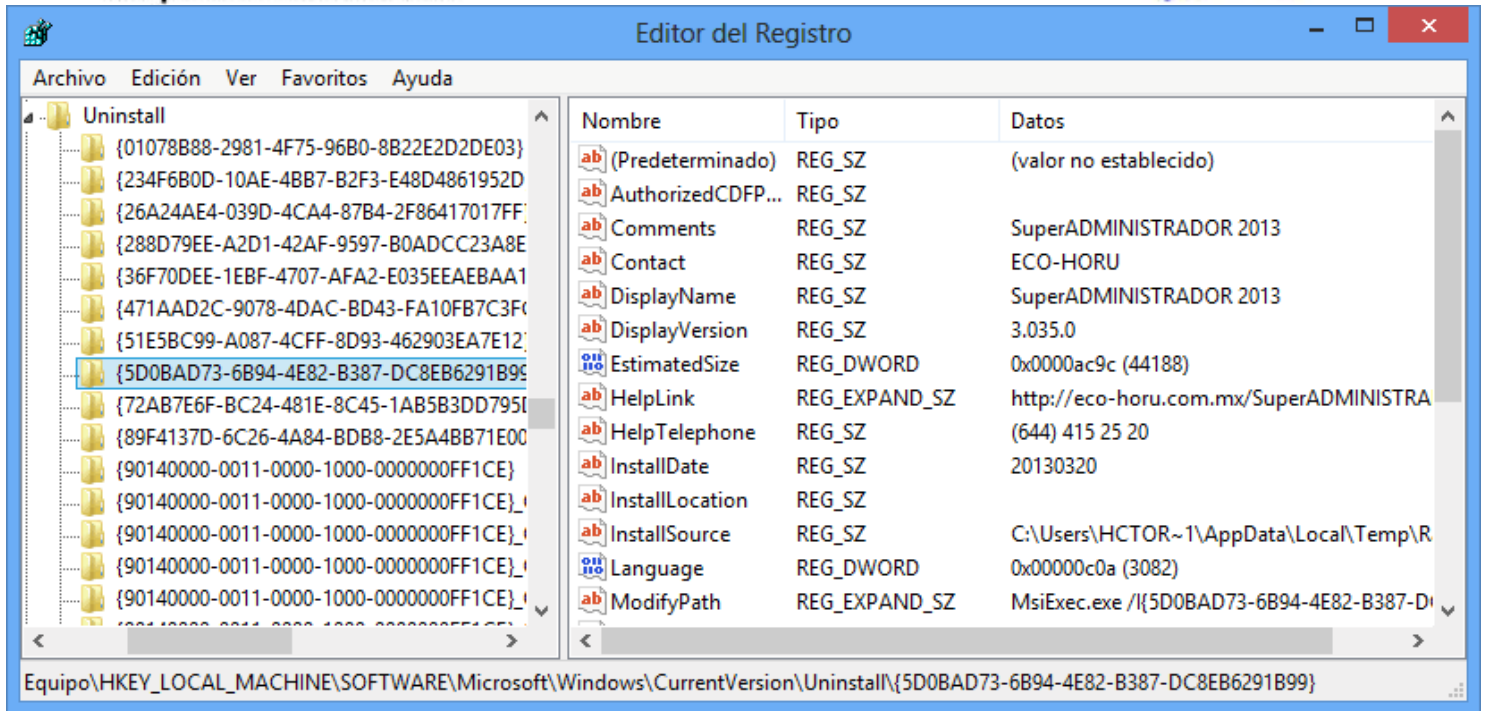 Editor del Registro
Archivo Edición Ver Favoritos Ayuda
Uninstall
{01078B88-2981-4F75-96B0-8B22E2D2DE03}
{234F6B0D-10AE-4BB7-B2F3-E48D4861952D
{26A24AE4-039D-4CA4-87B4-2F86417017FF}
{288D79EE-A2D1-42AF-9597-B0ADCC23A8E
{36F70DEE-1EBF-4707-AFA2-E035EEAEBAA1
{471AAD2C-9078-4DAC-BD43-FA10FB7C3F
{51E5BC99-A087-4CFF-8D93-462903EA7E12}
{5D0BAD73-6B94-4E82-B387-DC8EB6291B99
{72AB7E6F-BC24-481E-8C45-1AB5B3DD795
{89F4137D-6C26-4A84-BDB8-2E5A4BB71E00
{90140000-0011-0000-1000-0000000FF1CE}
{90140000-0011-0000-1000-0000000FF1CE}_
{90140000-0011-0000-1000-0000000FF1CE}_
{90140000-0011-0000-1000-0000000FF1CE}_
{90140000-0011-0000-1000-0000000FF1CE}_
Nombre Tipo Datos
(Predeterminado) REG_SZ (valor no establecido)
AuthorizedCDFP... REG_SZ
Comments REG_SZ SuperADMINISTRADOR 2013
Contact REG_SZ ECO-HORU
DisplayName REG_SZ SuperADMINISTRADOR 2013
DisplayVersion REG_SZ 3.035.0
EstimatedSize REG_DWORD 0x0000ac9c (44188)
HelpLink REG_EXPAND_SZ http://eco-horu.com.mx/SuperADMINISTRA
HelpTelephone REG_SZ (644) 415 25 20
InstallDate REG_SZ 20130320
InstallLocation REG_SZ
InstallSource REG_SZ C:\Users\HCTOR~1\AppData\Local\Temp\R
Language REG_DWORD 0x00000c0a (3082)
ModifyPath REG_EXPAND_SZ MsiExec.exe /I{5D0BAD73-6B94-4E82-B387-D
Equipo\HKEY_LOCAL_MACHINE\SOFTWARE\Microsoft\Windows\CurrentVersion\Uninstall\{5D0BAD73-6B94-4E82-B387-DC8EB6291B99}